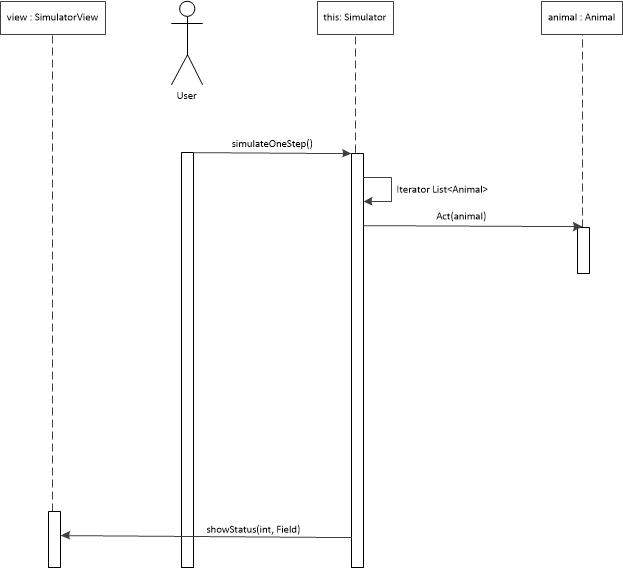 view : SimulatorView
this: Simulator
animal : Animal
User
simulateOneStep()
Iterator List<Animal>
Act(animal)
showStatus(int, Field)